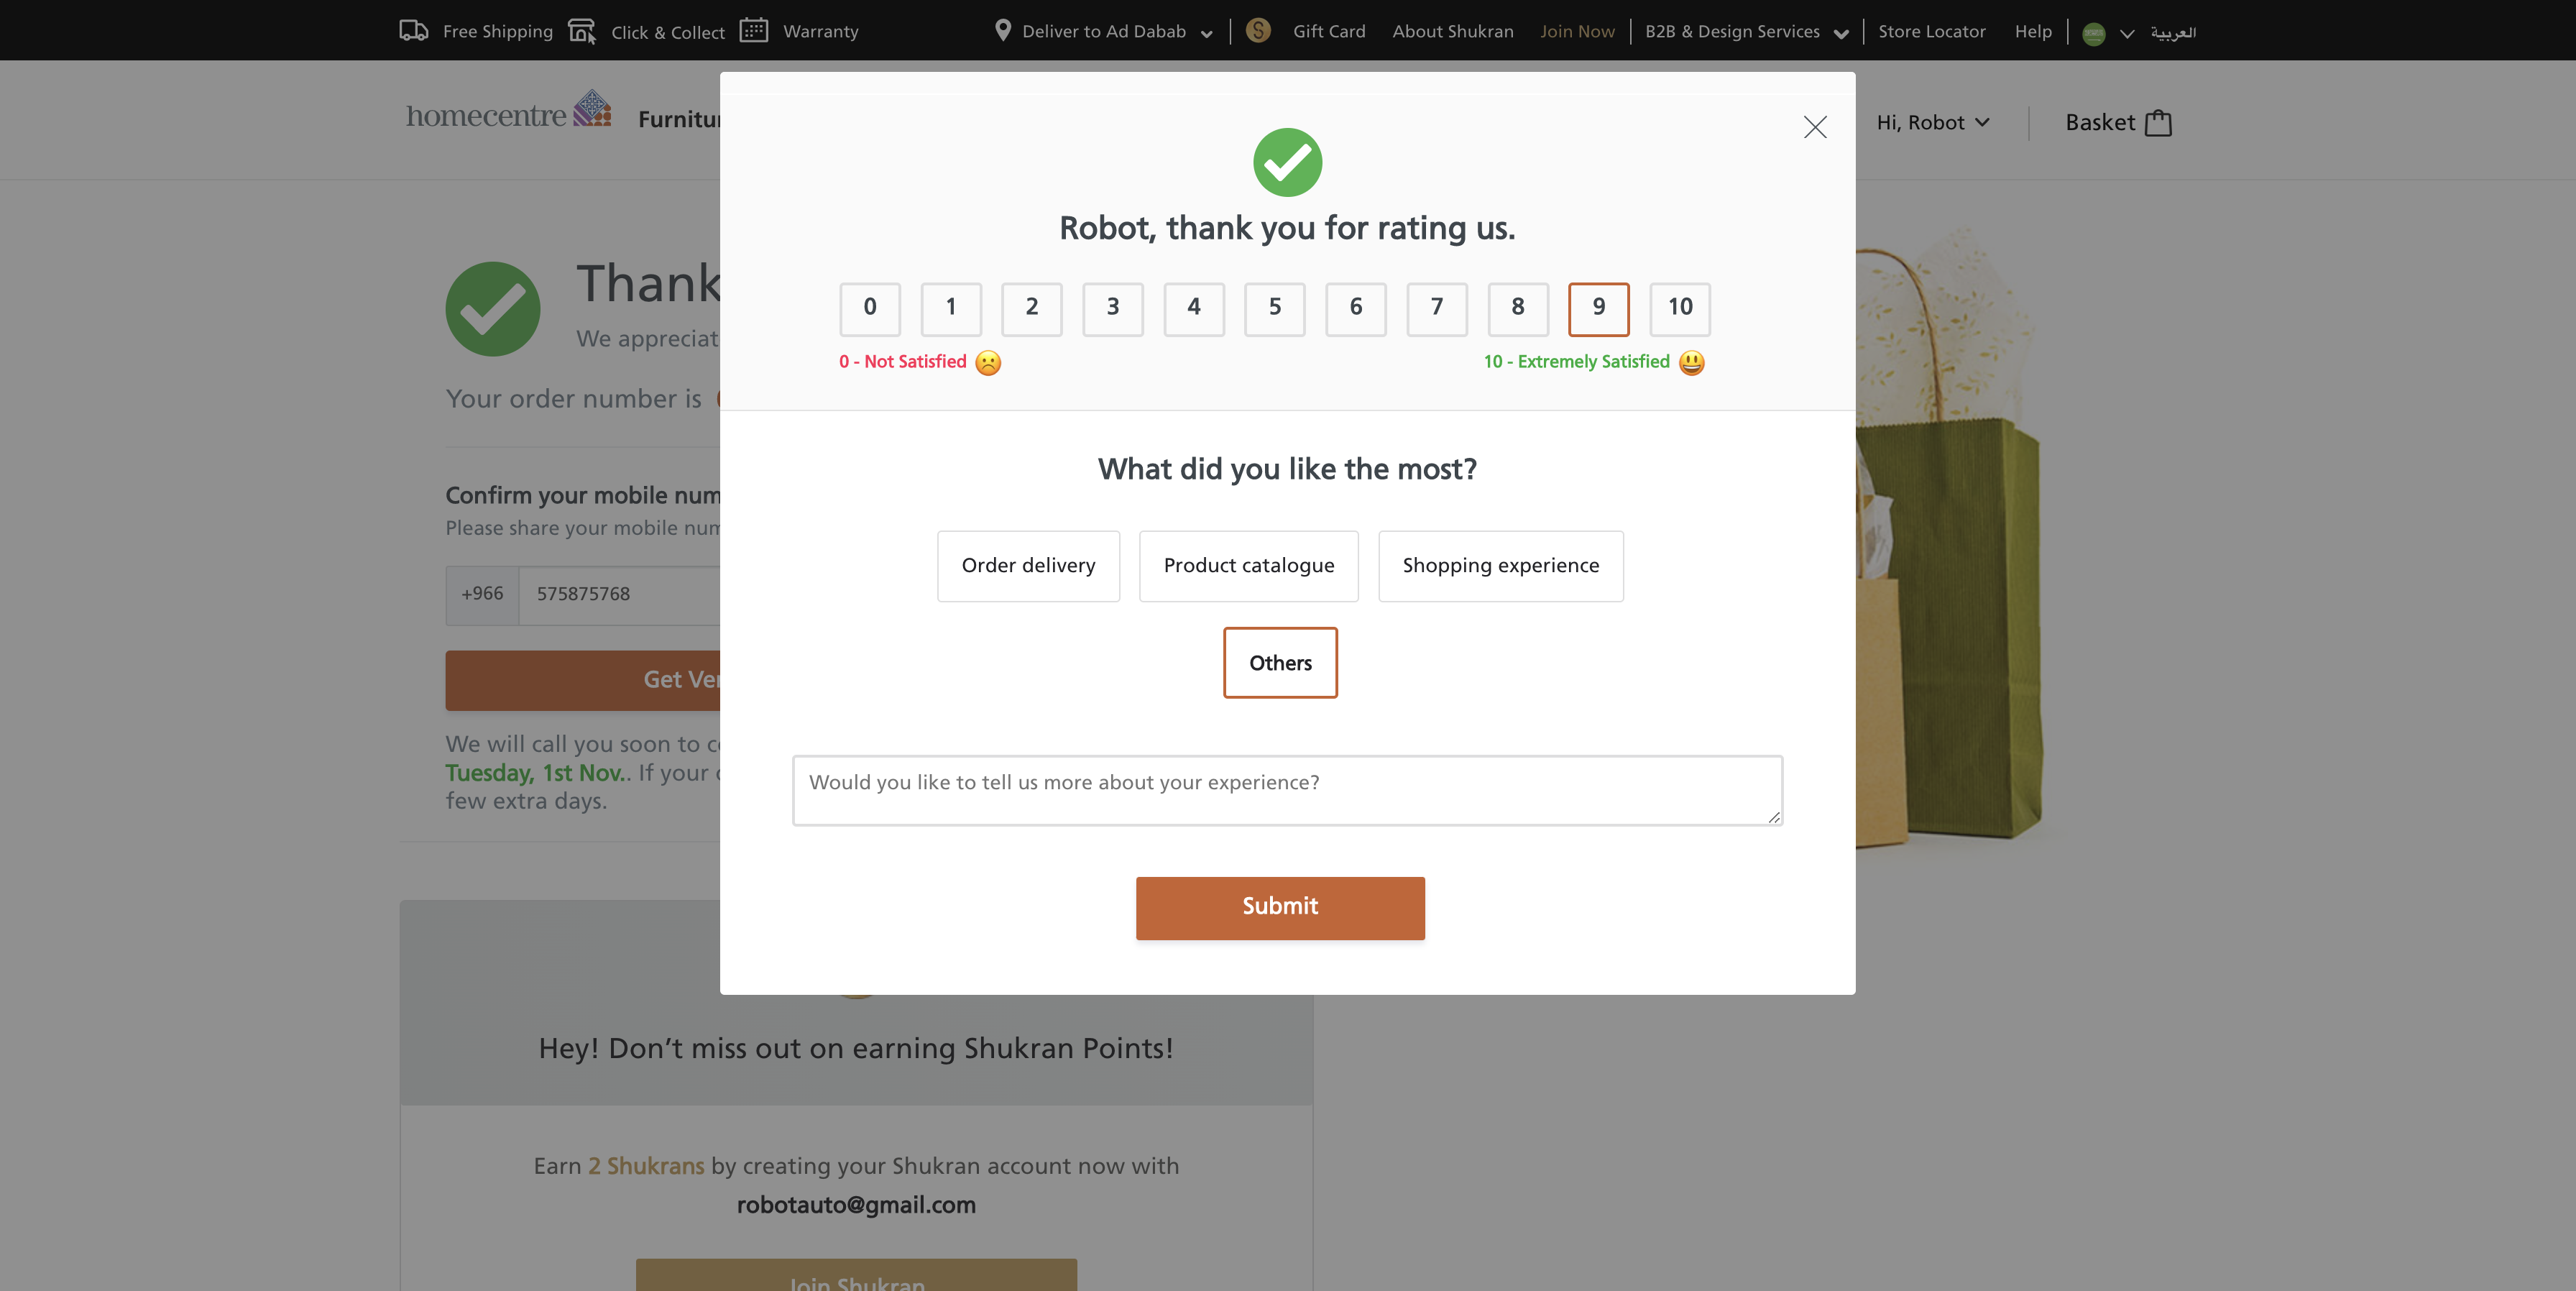 Free Shipping Click & Collect Warranty Deliver to Ad Dabab S Gift Card About Shukran Join Now B2B & Design Services Store Locator Help العربية
homecentre Hi, Robot Basket
Robot, thank you for rating us.
0 1 2 3 4 5 6 7 8 9 10
0 - Not Satisfied 10 - Extremely Satisfied
What did you like the most?
Order delivery Product catalogue Shopping experience
Others
Would you like to tell us more about your experience?
Submit
Thank
We
Your order number is
Confirm your mobile
Please share your mobile
+966 575875768
Get
We will call you soon to
Tuesday, 1st Nov.. If your
few extra days.
Hey! Don't miss out on earning Shukran Points!
Earn 2 Shukrans by creating your Shukran account now with
robotauto@gmail.com
Join Shukran